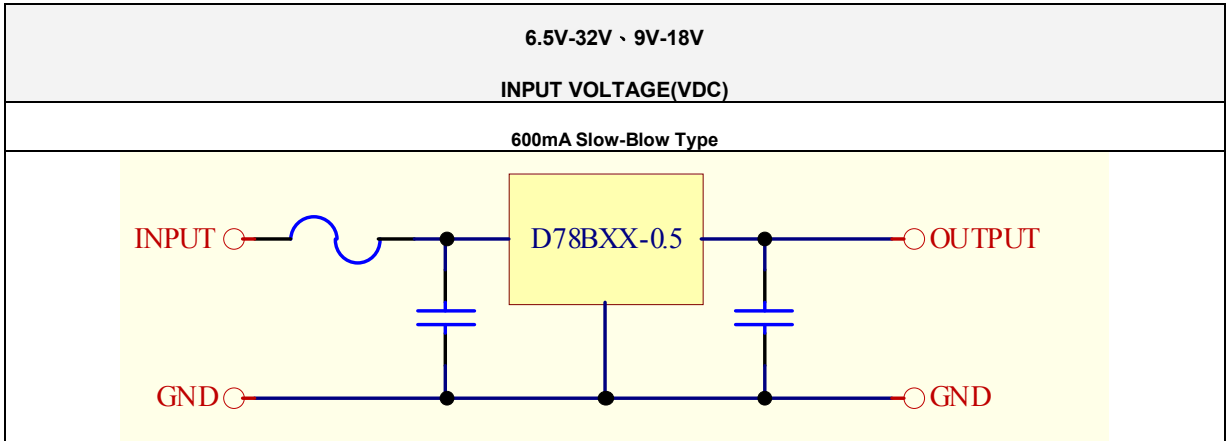 6.5V-32V、9V-18V
INPUT VOLTAGE(VDC)
600mA Slow-Blow Type
INPUT
D78BXX-0.5
OUTPUT
GND
GND